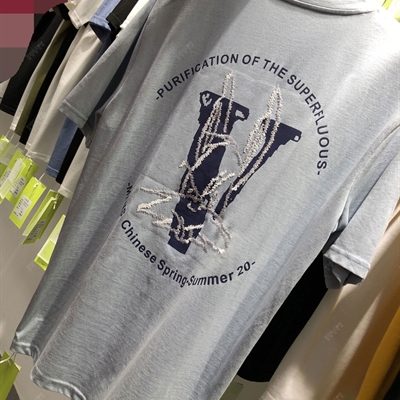 -PURIFICATION OF THE SUPERFLUOUS-
Chinese Spring-Summer 20-